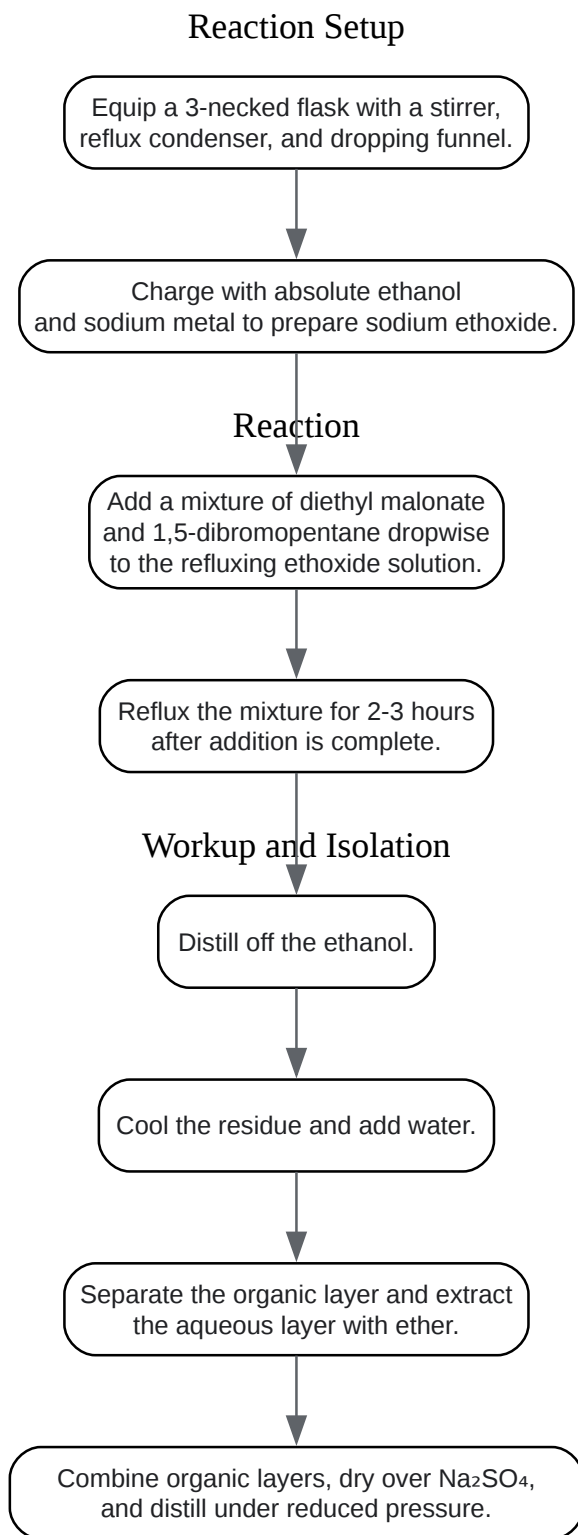 Reaction Setup
Equip a 3-necked flask with a stirrer,
reflux condenser, and dropping funnel.
Charge with absolute ethanol
and sodium metal to prepare sodium ethoxide.
Reaction
Add a mixture of diethyl malonate
and 1,5-dibromopentane dropwise
to the refluxing ethoxide solution.
Reflux the mixture for 2-3 hours
after addition is complete.
Workup and Isolation
Distill off the ethanol.
Cool the residue and add water.
Separate the organic layer and extract
the aqueous layer with ether.
Combine organic layers, dry over Na₂SO₄,
and distill under reduced pressure.